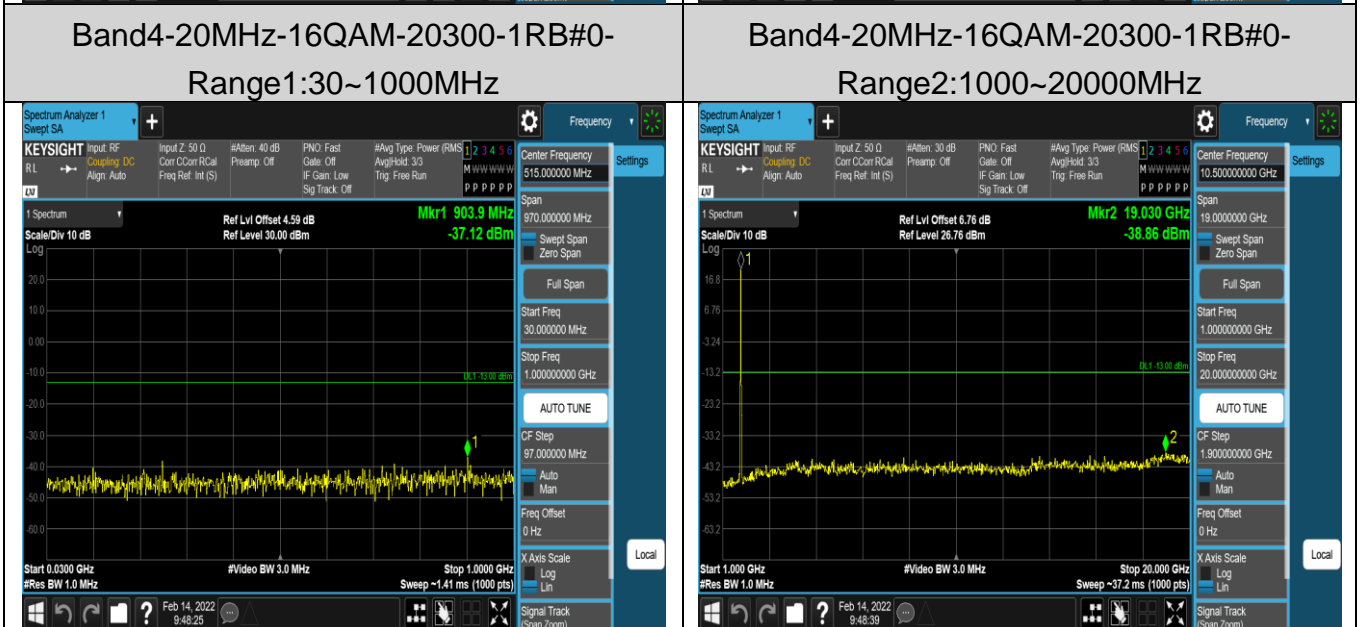 Band4-20MHz-16QAM-20300-1RB#0-
Range1:30~1000MHz
Spectrum Analyzer 1
Swept SA
+
Frequency
KEYSIGHT
Input: RF
Coupling: DC
Align: Auto
RL
Input Z: 50 Ω
Corr CCorr RCal
Freq Ref: Int (S)
#Atten: 40 dB
Preamp: Off
PNO: Fast
Gate: Off
IF Gain: Low
Sig Track: Off
#Avg Type: Power (RMS
Avg|Hold: 3/3
Trig: Free Run
1 2 3 4 5 6
M W W W W W
P P P P P P
Center Frequency
515.000000 MHz
Settings
Span
970.000000 MHz
Swept Span
Zero Span
Full Span
Start Freq
30.000000 MHz
Stop Freq
1.000000000 GHz
AUTO TUNE
CF Step
97.000000 MHz
Auto
Man
Freq Offset
0 Hz
X Axis Scale
Log
Lin
Local
Signal Track
(Span Zoom)
1 Spectrum
Scale/Div 10 dB
Log
Ref Lvl Offset 4.59 dB
Ref Level 30.00 dBm
Mkr1 903.9 MHz
-37.12 dBm
20.0
10.0
0.00
-10.0
DL1 -13.00 dBm
-20.0
-30.0
1
-40.0
-50.0
-60.0
Start 0.0300 GHz
#Res BW 1.0 MHz
#Video BW 3.0 MHz
Stop 1.0000 GHz
Sweep ~1.41 ms (1000 pts)
?
Feb 14, 2022
9:48:25
Band4-20MHz-16QAM-20300-1RB#0-
Range2:1000~20000MHz
Spectrum Analyzer 1
Swept SA
+
Frequency
KEYSIGHT
Input: RF
Coupling: DC
Align: Auto
RL
Input Z: 50 Ω
Corr CCorr RCal
Freq Ref: Int (S)
#Atten: 30 dB
Preamp: Off
PNO: Fast
Gate: Off
IF Gain: Low
Sig Track: Off
#Avg Type: Power (RMS
Avg|Hold: 3/3
Trig: Free Run
1 2 3 4 5 6
M W W W W W
P P P P P P
Center Frequency
10.500000000 GHz
Settings
Span
19.0000000 GHz
Swept Span
Zero Span
Full Span
Start Freq
1.000000000 GHz
Stop Freq
20.000000000 GHz
AUTO TUNE
CF Step
1.900000000 GHz
Auto
Man
Freq Offset
0 Hz
X Axis Scale
Log
Lin
Local
Signal Track
(Span Zoom)
1 Spectrum
Scale/Div 10 dB
Log
Ref Lvl Offset 6.76 dB
Ref Level 26.76 dBm
Mkr2 19.030 GHz
-38.86 dBm
1
16.8
6.76
-3.24
-13.2
DL1 -13.00 dBm
-23.2
-33.2
2
-43.2
-53.2
-63.2
Start 1.000 GHz
#Res BW 1.0 MHz
#Video BW 3.0 MHz
Stop 20.000 GHz
Sweep ~37.2 ms (1000 pts)
?
Feb 14, 2022
9:48:39